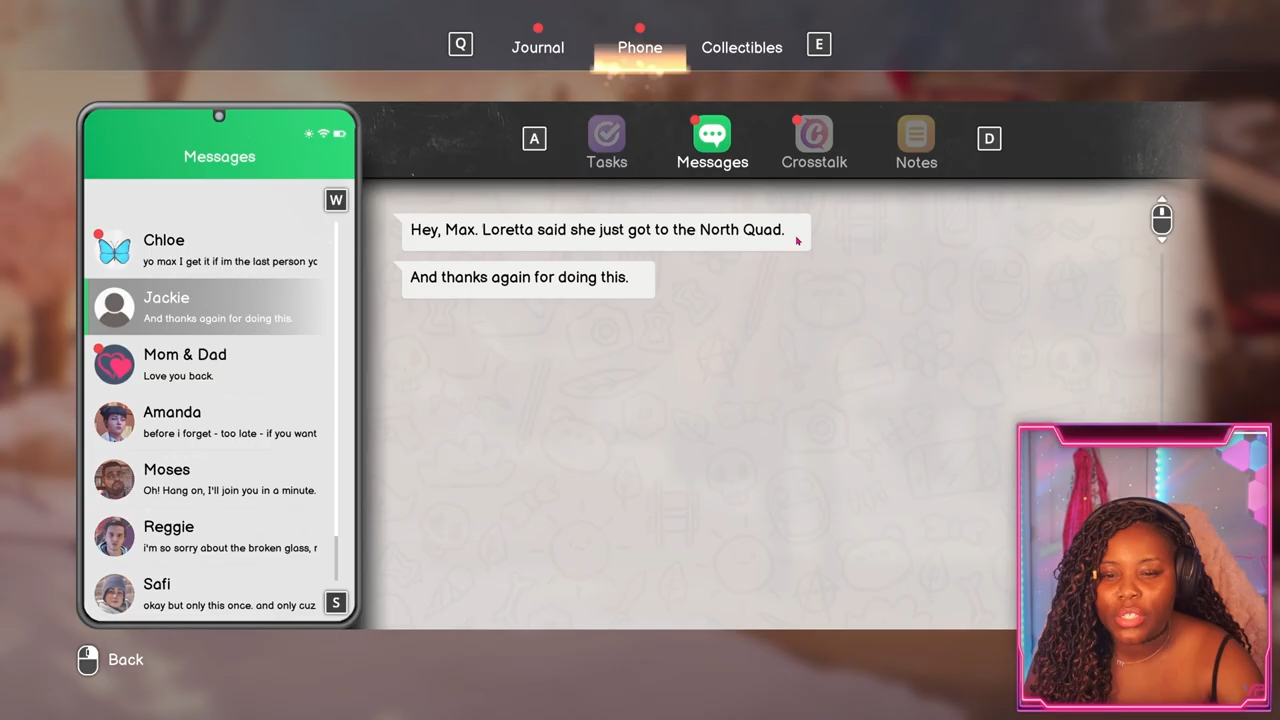 Q
Journal
Phone
Collectibles
E
Messages
A
Tasks
Messages
Crosstalk
Notes
D
W
Chloe
yo max I get it if im the last person yo
Jackie
And thanks again for doing this.
Mom & Dad
Love you back.
Amanda
before i forget - too late - if you want
Moses
Oh! Hang on, I'll join you in a minute.
Reggie
i'm so sorry about the broken glass, r
Safi
okay but only this once. and only cuz
S
Hey, Max. Loretta said she just got to the North Quad.
And thanks again for doing this.
Back